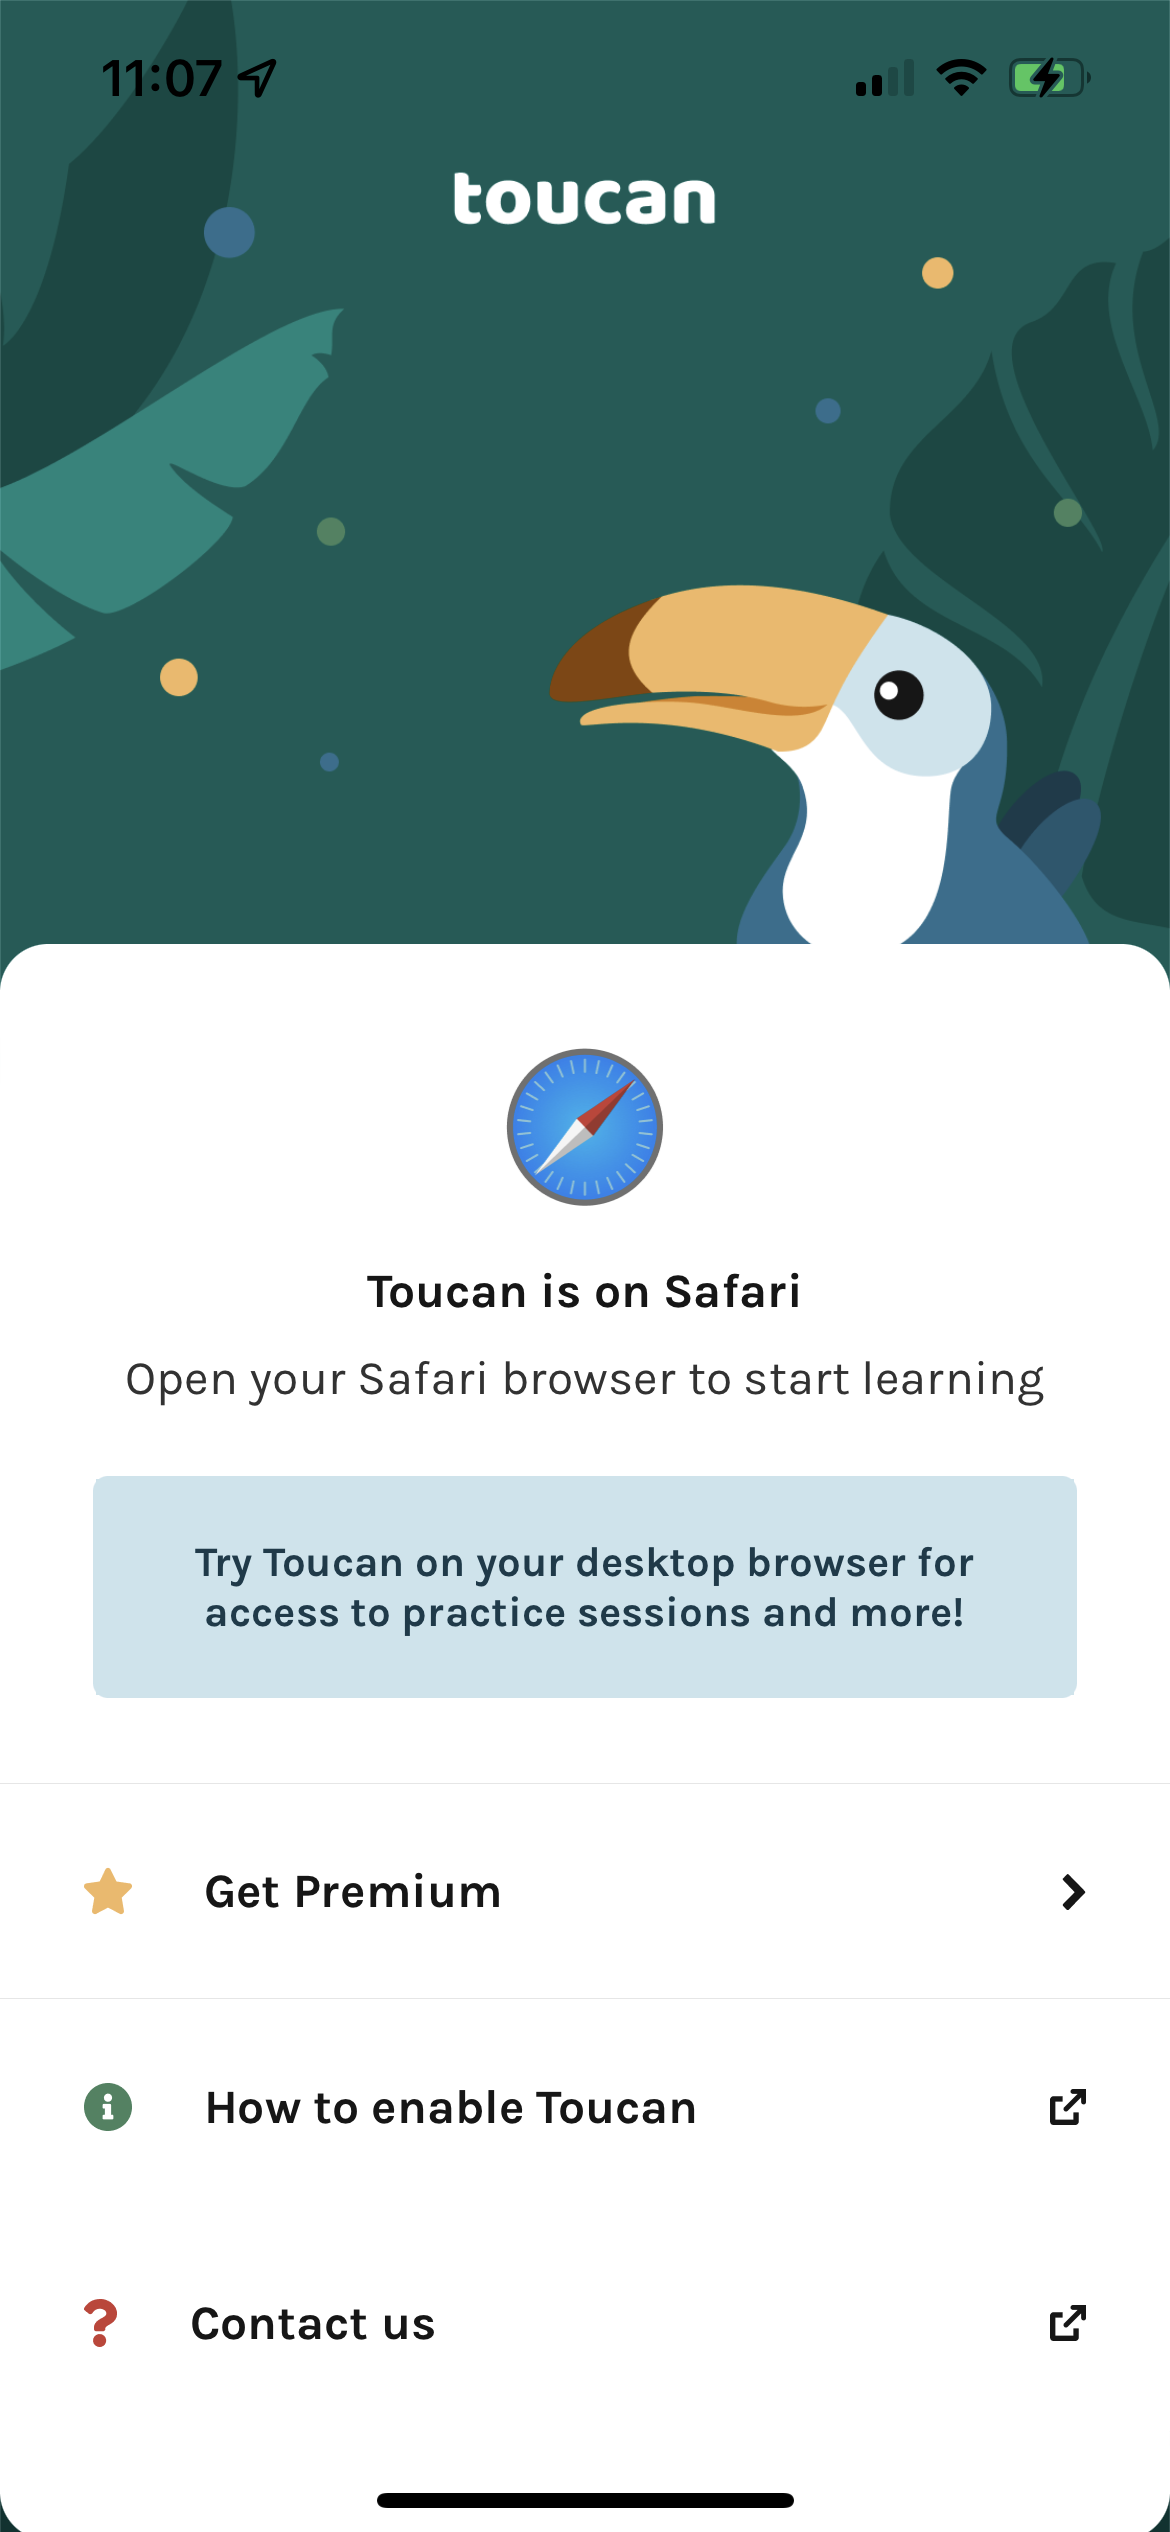 11:07
toucan
Toucan is on Safari
Open your Safari browser to start learning
Try Toucan on your desktop browser for
access to practice sessions and more!
Get Premium
How to enable Toucan
Contact us